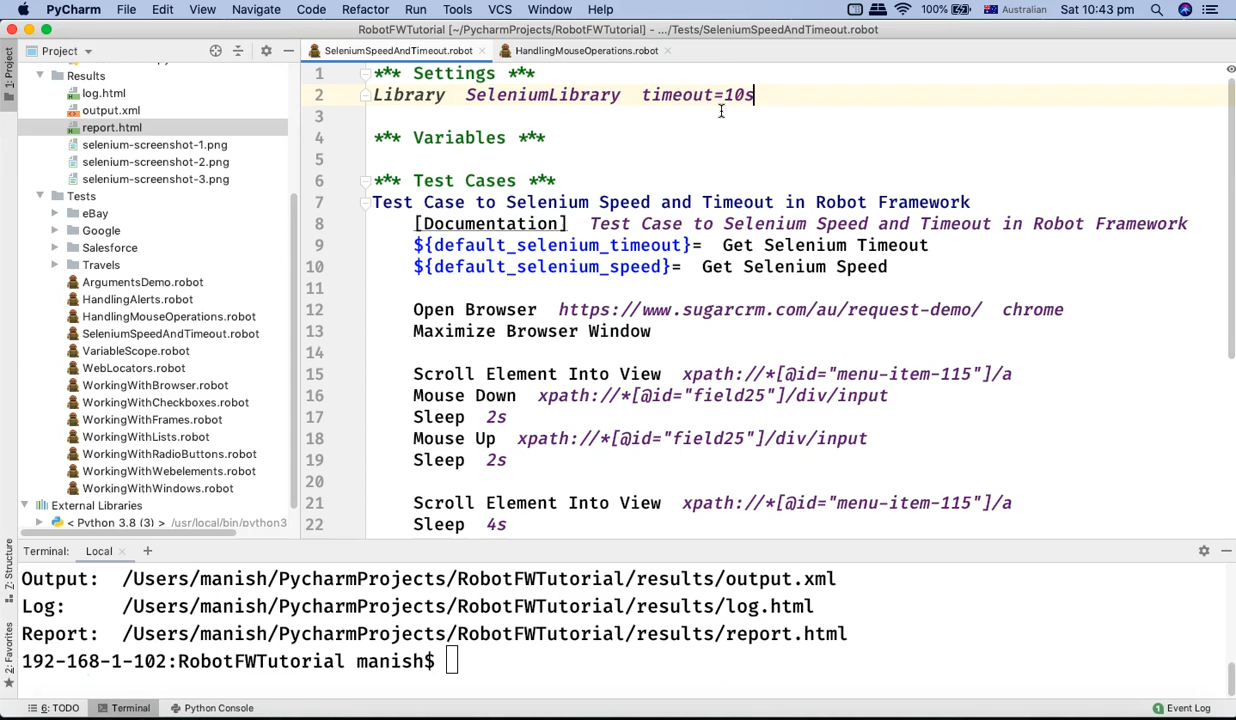 PyCharm File Edit View Navigate Code Refactor Run Tools VCS Window Help 100% Australian Sat 10:43 pm
RobotFWTutorial [~/PycharmProjects/RobotFWTutorial] - .../Tests/SeleniumSpeedAndTimeout.robot
Project
SeleniumSpeedAndTimeout.robot
HandlingMouseOperations.robot
1: Project
Results
log.html
output.xml
report.html
selenium-screenshot-1.png
selenium-screenshot-2.png
selenium-screenshot-3.png
Tests
eBay
Google
Salesforce
Travels
ArgumentsDemo.robot
HandlingAlerts.robot
HandlingMouseOperations.robot
SeleniumSpeedAndTimeout.robot
VariableScope.robot
WebLocators.robot
WorkingWithBrowser.robot
WorkingWithCheckboxes.robot
WorkingWithFrames.robot
WorkingWithLists.robot
WorkingWithRadioButtons.robot
WorkingWithWebelements.robot
WorkingWithWindows.robot
External Libraries
< Python 3.8 (3) > /usr/local/bin/python3
1 *** Settings ***
2 Library  SeleniumLibrary  timeout=10s
3
4 *** Variables ***
5
6 *** Test Cases ***
7 Test Case to Selenium Speed and Timeout in Robot Framework
8 [Documentation]  Test Case to Selenium Speed and Timeout in Robot Framework
9 ${default_selenium_timeout}=  Get Selenium Timeout
10 ${default_selenium_speed}=  Get Selenium Speed
11
12 Open Browser  https://www.sugarcrm.com/au/request-demo/  chrome
13 Maximize Browser Window
14
15 Scroll Element Into View  xpath://*[@id="menu-item-115"]/a
16 Mouse Down  xpath://*[@id="field25"]/div/input
17 Sleep  2s
18 Mouse Up  xpath://*[@id="field25"]/div/input
19 Sleep  2s
20
21 Scroll Element Into View  xpath://*[@id="menu-item-115"]/a
22 Sleep  4s
Z: Structure
2: Favorites
Terminal: Local
Output:  /Users/manish/PycharmProjects/RobotFWTutorial/results/output.xml
Log:     /Users/manish/PycharmProjects/RobotFWTutorial/results/log.html
Report:  /Users/manish/PycharmProjects/RobotFWTutorial/results/report.html
192-168-1-102:RobotFWTutorial manish$
6: TODO Terminal Python Console 1 Event Log